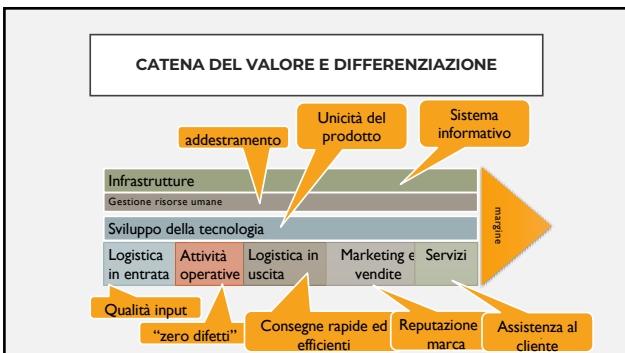 CATENA DEL VALORE E DIFFERENZIAZIONE
addestramento
Unicità del
prodotto
Sistema
informativo
Infrastrutture
Gestione risorse umane
Sviluppo della tecnologia
Logistica
in entrata
Attività
operative
Logistica in
uscita
Marketing e
vendite
Servizi
margine
Qualità input
"zero difetti"
Consegne rapide ed
efficienti
Reputazione
marca
Assistenza al
cliente